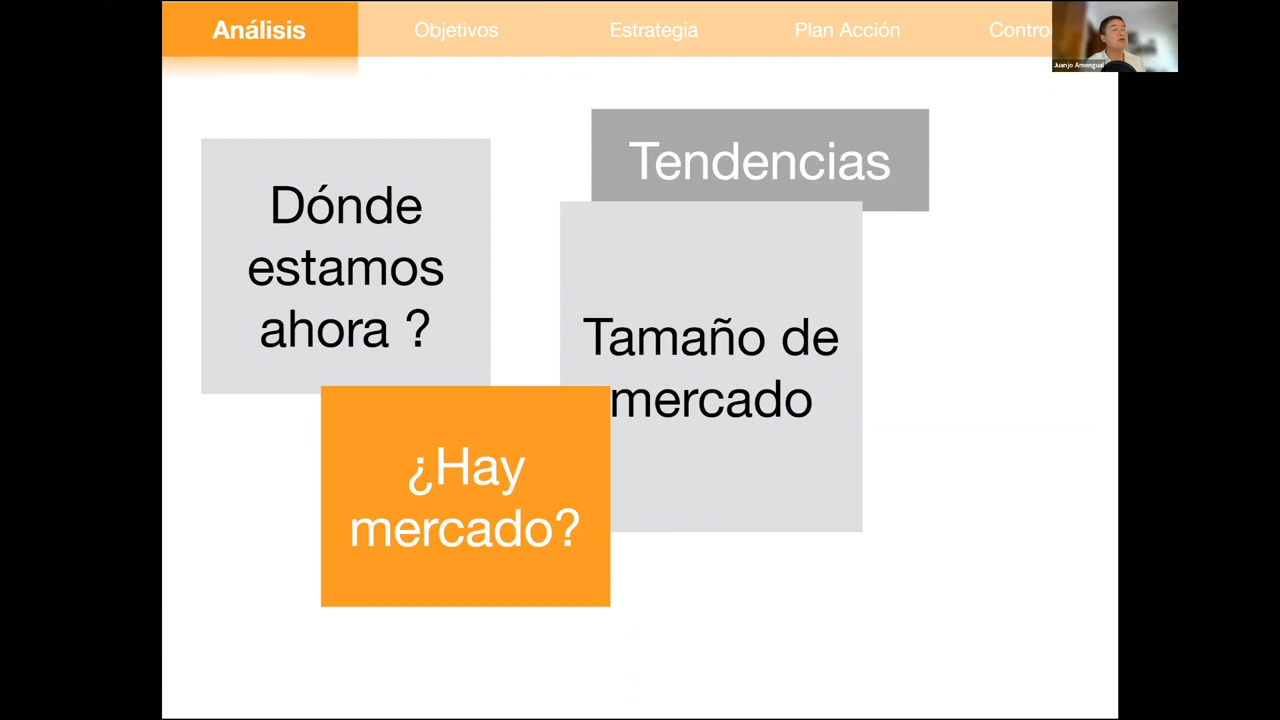 Análisis
Objetivos
Estrategia
Plan Acción
Contro
Juanjo Amengual
Tendencias
Dónde
estamos
ahora ?
Tamaño de
mercado
¿Hay
mercado?